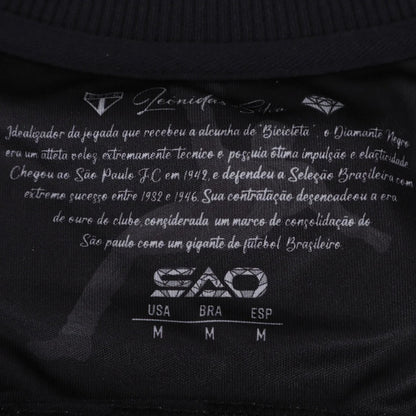 Leônidas Silva
Idealizador da jogada que recebeu a alcunha de "Bicicleta", o Diamante Negro
era um atleta veloz extremamente técnico e possuía ótima impulsão e elasticidade
Chegou ao São Paulo F.C em 1942, e defendeu a Seleção Brasileira com
extremo sucesso entre 1932 e 1946. Sua contratação desencadeou a era
de ouro do clube, considerada um marco de consolidação do
São paulo como um gigante do futebol Brasileiro.
SAO
USA BRA ESP
M M M